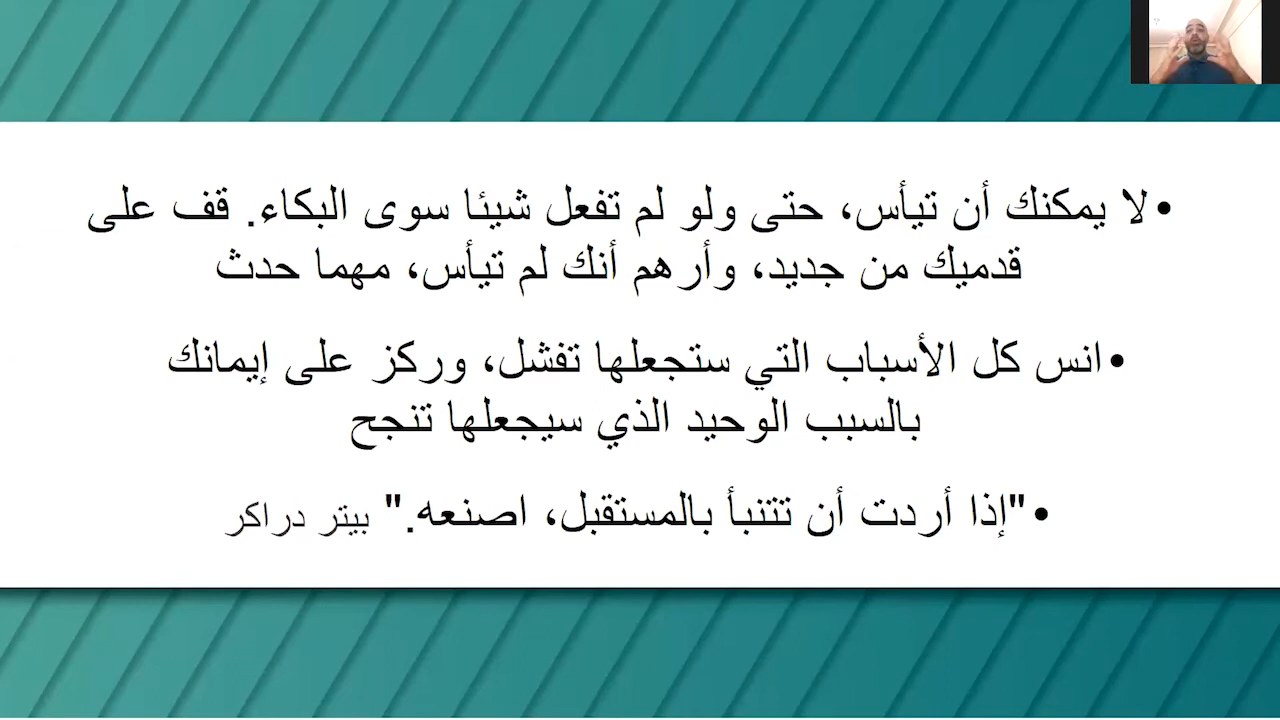 •لا يمكنك أن تيأس، حتى ولو لم تفعل شيئا سوى البكاء. قف على
قدميك من جديد، وأرهم أنك لم تيأس، مهما حدث
•انس كل الأسباب التي ستجعلها تفشل، وركز على إيمانك
بالسبب الوحيد الذي سيجعلها تنجح
•"إذا أردت أن تتنبأ بالمستقبل، اصنعه." بيتر دراكر